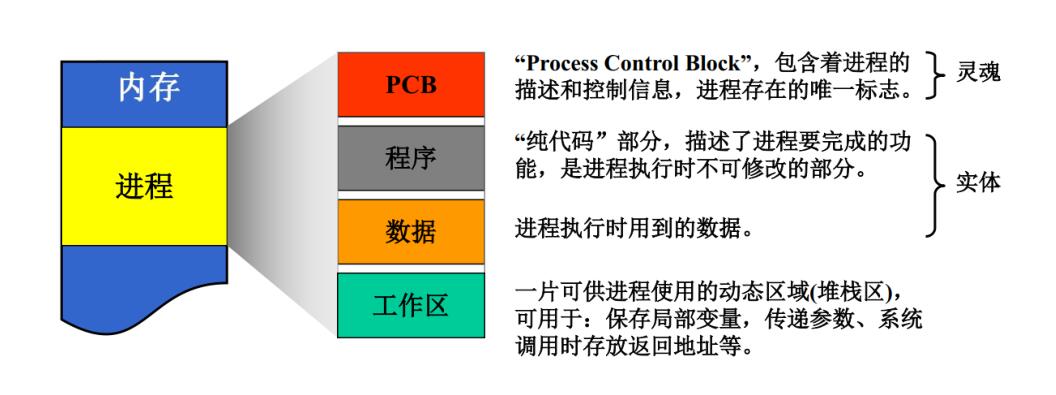 内存
进程
PCB
“Process Control Block”，包含着进程的
描述和控制信息，进程存在的唯一标志。
灵魂
程序
“纯代码”部分，描述了进程要完成的功
能，是进程执行时不可修改的部分。
实体
数据
进程执行时用到的数据。
工作区
一片可供进程使用的动态区域(堆栈区)，
可用于：保存局部变量，传递参数、系统
调用时存放返回地址等。